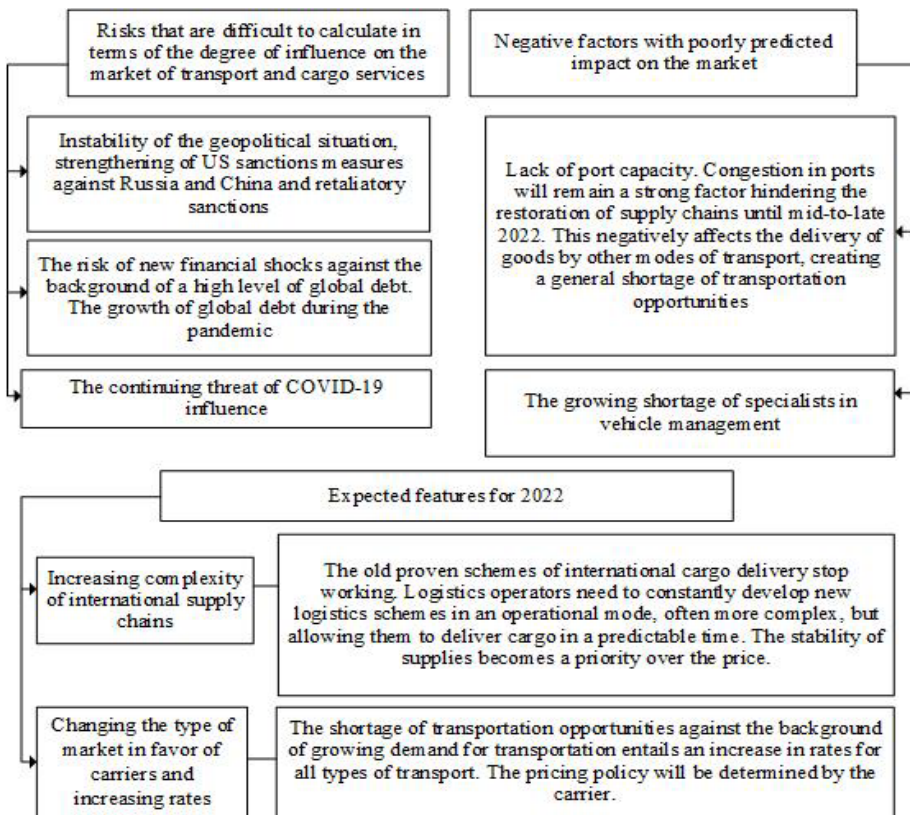 Risks that are difficult to calculate in
terms of the degree of influence on the
market of transport and cargo services
Negative factors with poorly predicted
impact on the market
Instability of the geopolitical situation,
strengthening of US sanctions measures
against Russia and China and retaliatory
sanctions
The risk of new financial shocks against the
background of a high level of global debt.
The growth of global debt during the
pandemic
The continuing threat of COVID-19
influence
Lack of port capacity. Congestion in ports
will remain a strong factor hindering the
restoration of supply chains until mid-to-late
2022. This negatively affects the delivery of
goods by other modes of transport, creating
a general shortage of transportation
opportunities
The growing shortage of specialists in
vehicle management
Expected features for 2022
Increasing complexity
of international supply
chains
The old proven schemes of international cargo delivery stop
working. Logistics operators need to constantly develop new
logistics schemes in an operational mode, often more complex, but
allowing them to deliver cargo in a predictable time. The stability of
supplies becomes a priority over the price.
Changing the type of
market in favor of
carriers and
increasing rates
The shortage of transportation opportunities against the background
of growing demand for transportation entails an increase in rates for
all types of transport. The pricing policy will be determined by the
carrier.